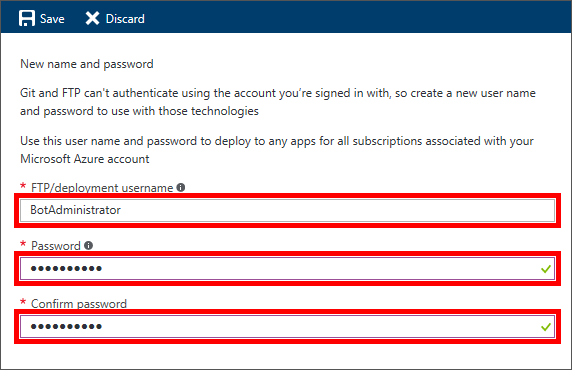 Save Discard
New name and password
Git and FTP can't authenticate using the account you're signed in with, so create a new user name
and password to use with those technologies
Use this user name and password to deploy to any apps for all subscriptions associated with your
Microsoft Azure account
* FTP/deployment username
BotAdministrator
* Password
••••••••••
* Confirm password
••••••••••